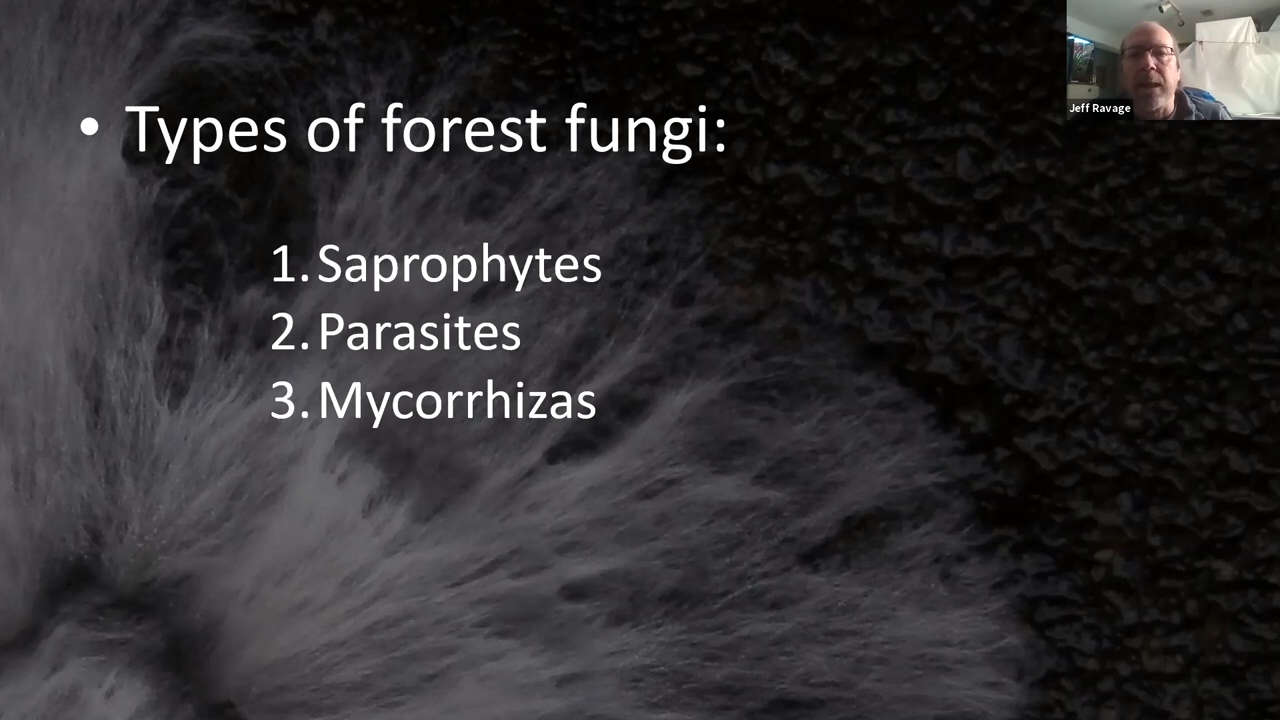 • Types of forest fungi:
1. Saprophytes
2. Parasites
3. Mycorrhizas
Jeff Ravage